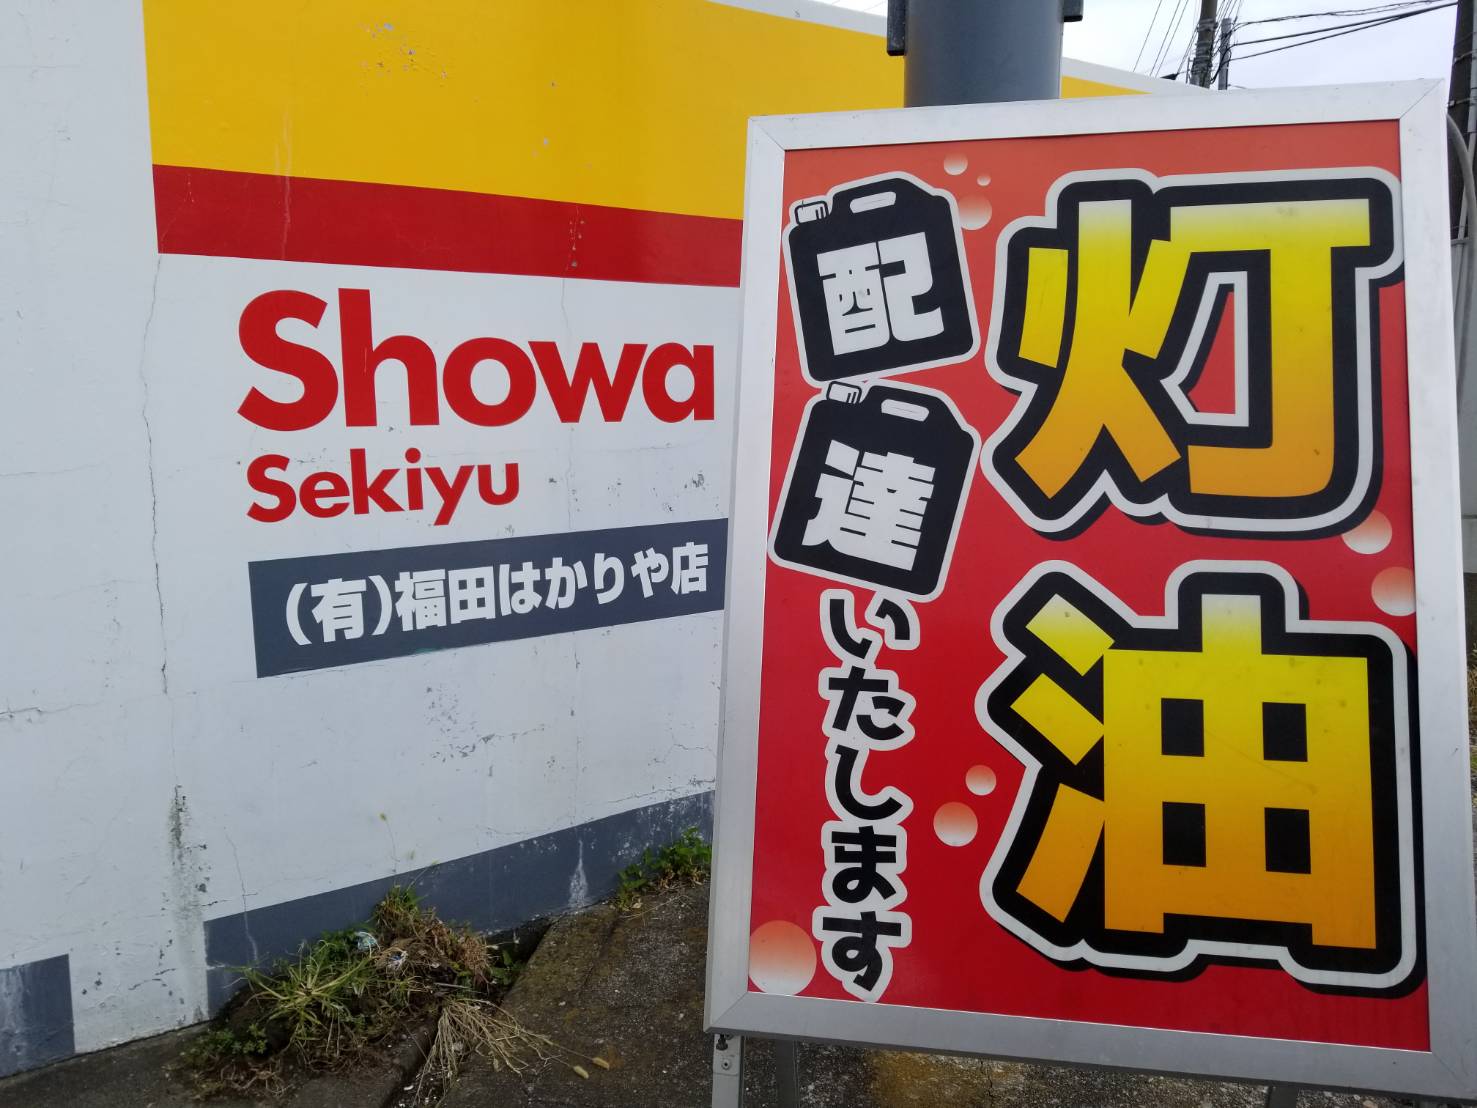 Showa
Sekiyu
(有)福田はかりや店
灯油
配達いたします